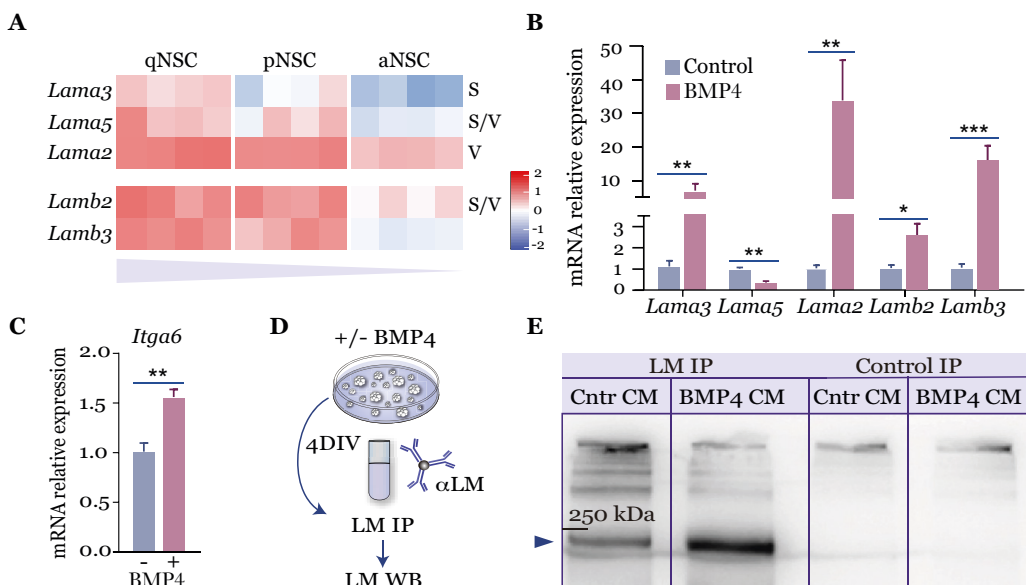 A
qNSC pNSC aNSC
Lama3 S
Lama5 S/V
Lama2 V
Lamb2 S/V
Lamb3
2
1
0
-1
-2
B
mRNA relative expression
50
40
30
20
10
3
2
1
0
Control
BMP4
** ** ** * ***
Lama3 Lama5 Lama2 Lamb2 Lamb3
C
Itga6
mRNA relative expression
2.0
1.5
1.0
0.5
0.0
**
- +
BMP4
D
+/- BMP4
4DIV
αLM
LM IP
LM WB
E
LM IP Control IP
Cntr CM BMP4 CM Cntr CM BMP4 CM
250 kDa